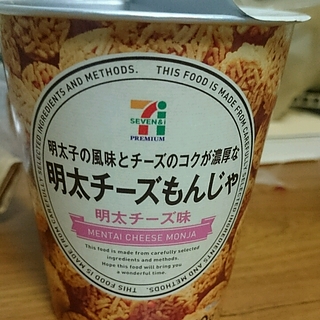 INGREDIENTS AND METHODS. THIS FOOD IS MADE FROM
7
SEVEN&i
PREMIUM
明太子の風味とチーズのコクが濃厚な
明太チーズもんじゃ
明太チーズ味
MENTAI CHEESE MONJA
This food is made from carefully selected
ingredients and methods.
Hope this food will bring you
a wonderful time.
THIS FOOD IS MADE
INGREDIENTS AND METHODS.